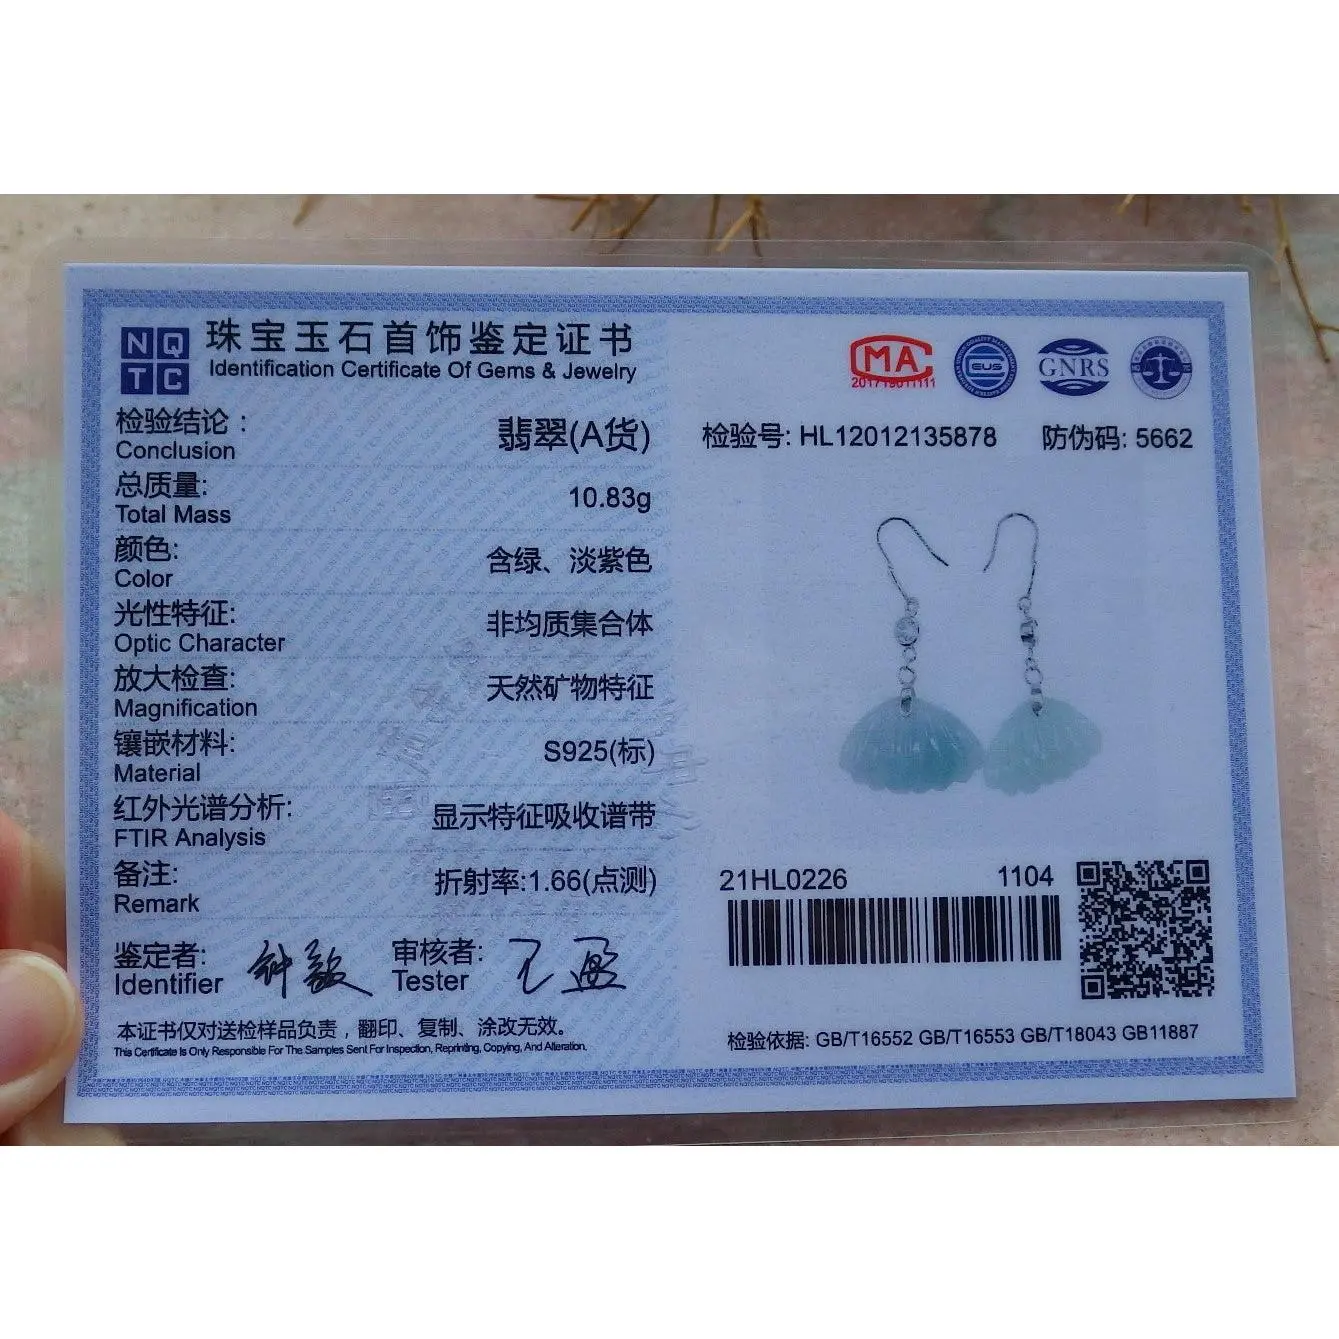 NQ
TC
珠宝玉石首饰鉴定证书
Identification Certificate Of Gems & Jewelry
检验结论：
翡翠(A货)
Conclusion
总质量:
10.83g
Total Mass
颜色:
含绿、淡紫色
Color
光性特征:
非均质集合体
Optic Character
放大检查:
天然矿物特征
Magnification
镶嵌材料:
S925(标)
Material
红外光谱分析:
显示特征吸收谱带
FTIR Analysis
备注:
折射率:1.66(点测)
Remark
鉴定者:
Identifier
审核者:
Tester
本证书仅对送检样品负责，翻印、复制、涂改无效。
This Certificate Is Only Responsible For The Samples Sent For Inspection, Reprinting, Copying, And Alteration.
MA
EUS
GNRS
检验号: HL12012135878 防伪码: 5662
21HL0226 1104
检验依据: GB/T16552 GB/T16553 GB/T18043 GB11887